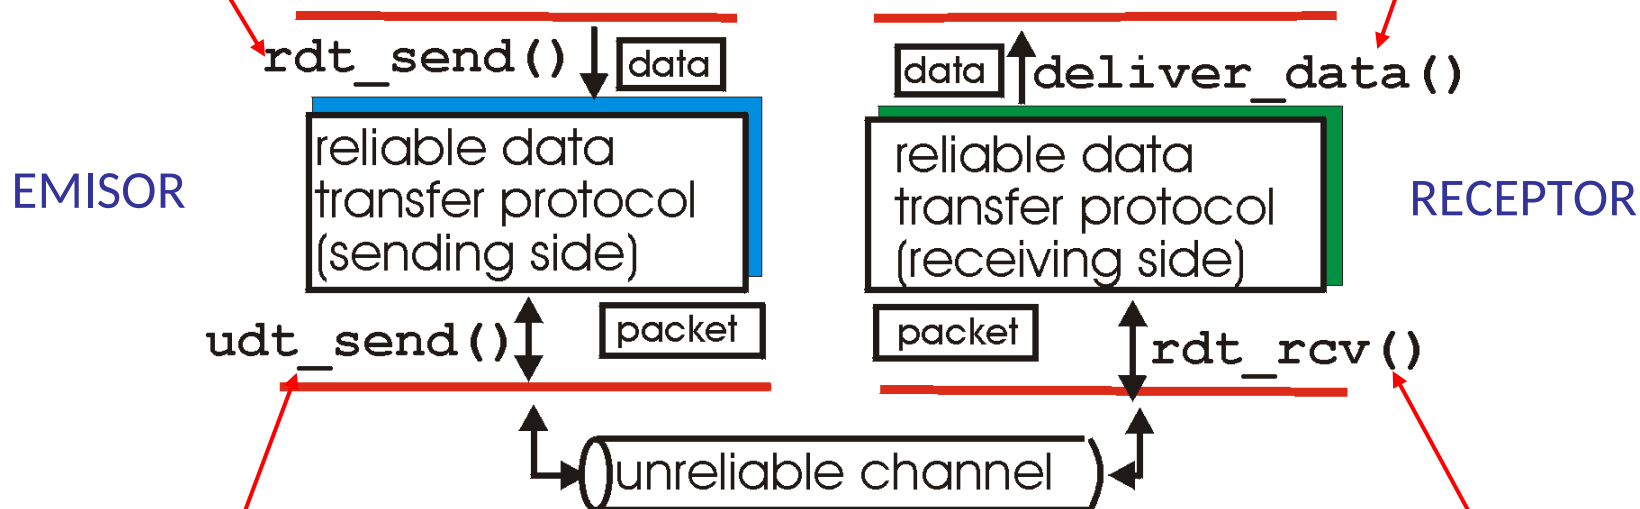 rdt_send()
data
data
deliver_data()
EMISOR
reliable data
transfer protocol
(sending side)
reliable data
transfer protocol
(receiving side)
RECEPTOR
udt_send()
packet
packet
rdt_rcv()
unreliable channel